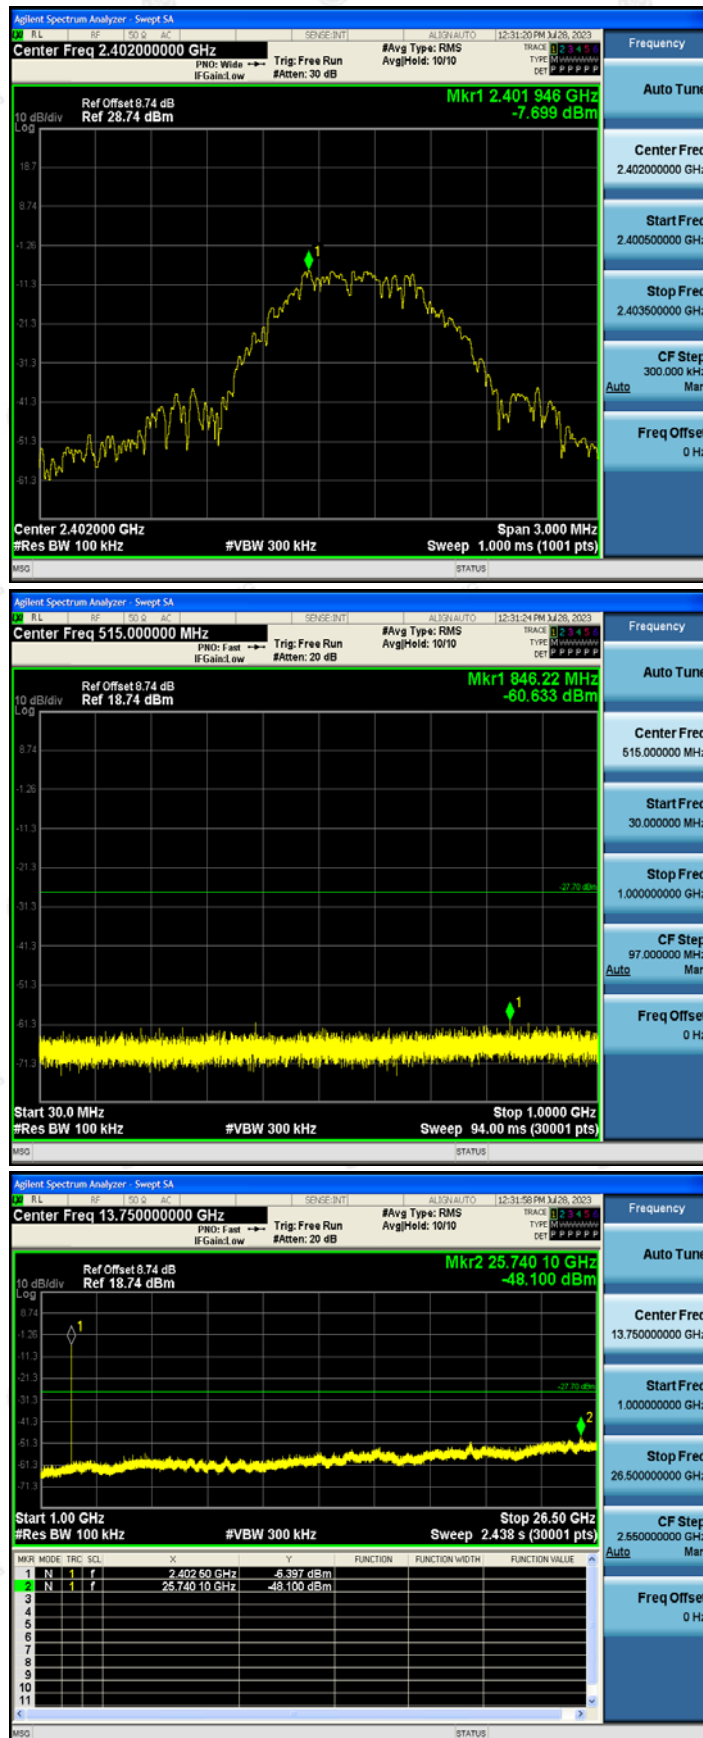 Agilent Spectrum Analyzer - Swept SA
RL RF 50 Ω AC SENSE:INT ALIGNAUTO 12:31:20 PM Jul 28, 2023
Center Freq 2.402000000 GHz
PNO: Wide Trig: Free Run #Avg Type: RMS TRACE 1 2 3 4 5 6
IFGain:Low #Atten: 30 dB Avg|Hold: 10/10 TYPE M
DET P P P P P P
Frequency
Auto Tune
Mkr1 2.401 946 GHz
-7.699 dBm
Ref Offset 8.74 dB
10 dB/div Ref 28.74 dBm
Log
18.7
8.74
-1.26
-11.3
-21.3
-31.3
-41.3
-51.3
-61.3
1
Center 2.402000 GHz Span 3.000 MHz
#Res BW 100 kHz #VBW 300 kHz Sweep 1.000 ms (1001 pts)
MSG STATUS
Center Freq
2.402000000 GHz
Start Freq
2.400500000 GHz
Stop Freq
2.403500000 GHz
CF Step
300.000 kHz
Auto Man
Freq Offset
0 Hz
Agilent Spectrum Analyzer - Swept SA
RL RF 50 Ω AC SENSE:INT ALIGNAUTO 12:31:24 PM Jul 28, 2023
Center Freq 515.000000 MHz
PNO: Fast Trig: Free Run #Avg Type: RMS TRACE 1 2 3 4 5 6
IFGain:Low #Atten: 20 dB Avg|Hold: 10/10 TYPE M
DET P P P P P P
Frequency
Auto Tune
Mkr1 846.22 MHz
-60.633 dBm
Ref Offset 8.74 dB
10 dB/div Ref 18.74 dBm
Log
8.74
-1.26
-11.3
-21.3
-27.70 dBm
-31.3
-41.3
-51.3
-61.3
-71.3
1
Start 30.0 MHz Stop 1.0000 GHz
#Res BW 100 kHz #VBW 300 kHz Sweep 94.00 ms (30001 pts)
MSG STATUS
Center Freq
515.000000 MHz
Start Freq
30.000000 MHz
Stop Freq
1.000000000 GHz
CF Step
97.000000 MHz
Auto Man
Freq Offset
0 Hz
Agilent Spectrum Analyzer - Swept SA
RL RF 50 Ω AC SENSE:INT ALIGNAUTO 12:31:58 PM Jul 28, 2023
Center Freq 13.750000000 GHz
PNO: Fast Trig: Free Run #Avg Type: RMS TRACE 1 2 3 4 5 6
IFGain:Low #Atten: 20 dB Avg|Hold: 10/10 TYPE M
DET P P P P P P
Frequency
Auto Tune
Mkr2 25.740 10 GHz
-48.100 dBm
Ref Offset 8.74 dB
10 dB/div Ref 18.74 dBm
Log
8.74
-1.26
-11.3
-21.3
-27.70 dBm
-31.3
-41.3
-51.3
-61.3
-71.3
1
2
Start 1.00 GHz Stop 26.50 GHz
#Res BW 100 kHz #VBW 300 kHz Sweep 2.438 s (30001 pts)
Center Freq
13.750000000 GHz
Start Freq
1.000000000 GHz
Stop Freq
26.500000000 GHz
CF Step
2.550000000 GHz
Auto Man
Freq Offset
0 Hz
MKR MODE TRC SCL X Y FUNCTION FUNCTION WIDTH FUNCTION VALUE
1 N 1 f 2.402 50 GHz -6.397 dBm
2 N 1 f 25.740 10 GHz -48.100 dBm
3
4
5
6
7
8
9
10
11
MSG STATUS